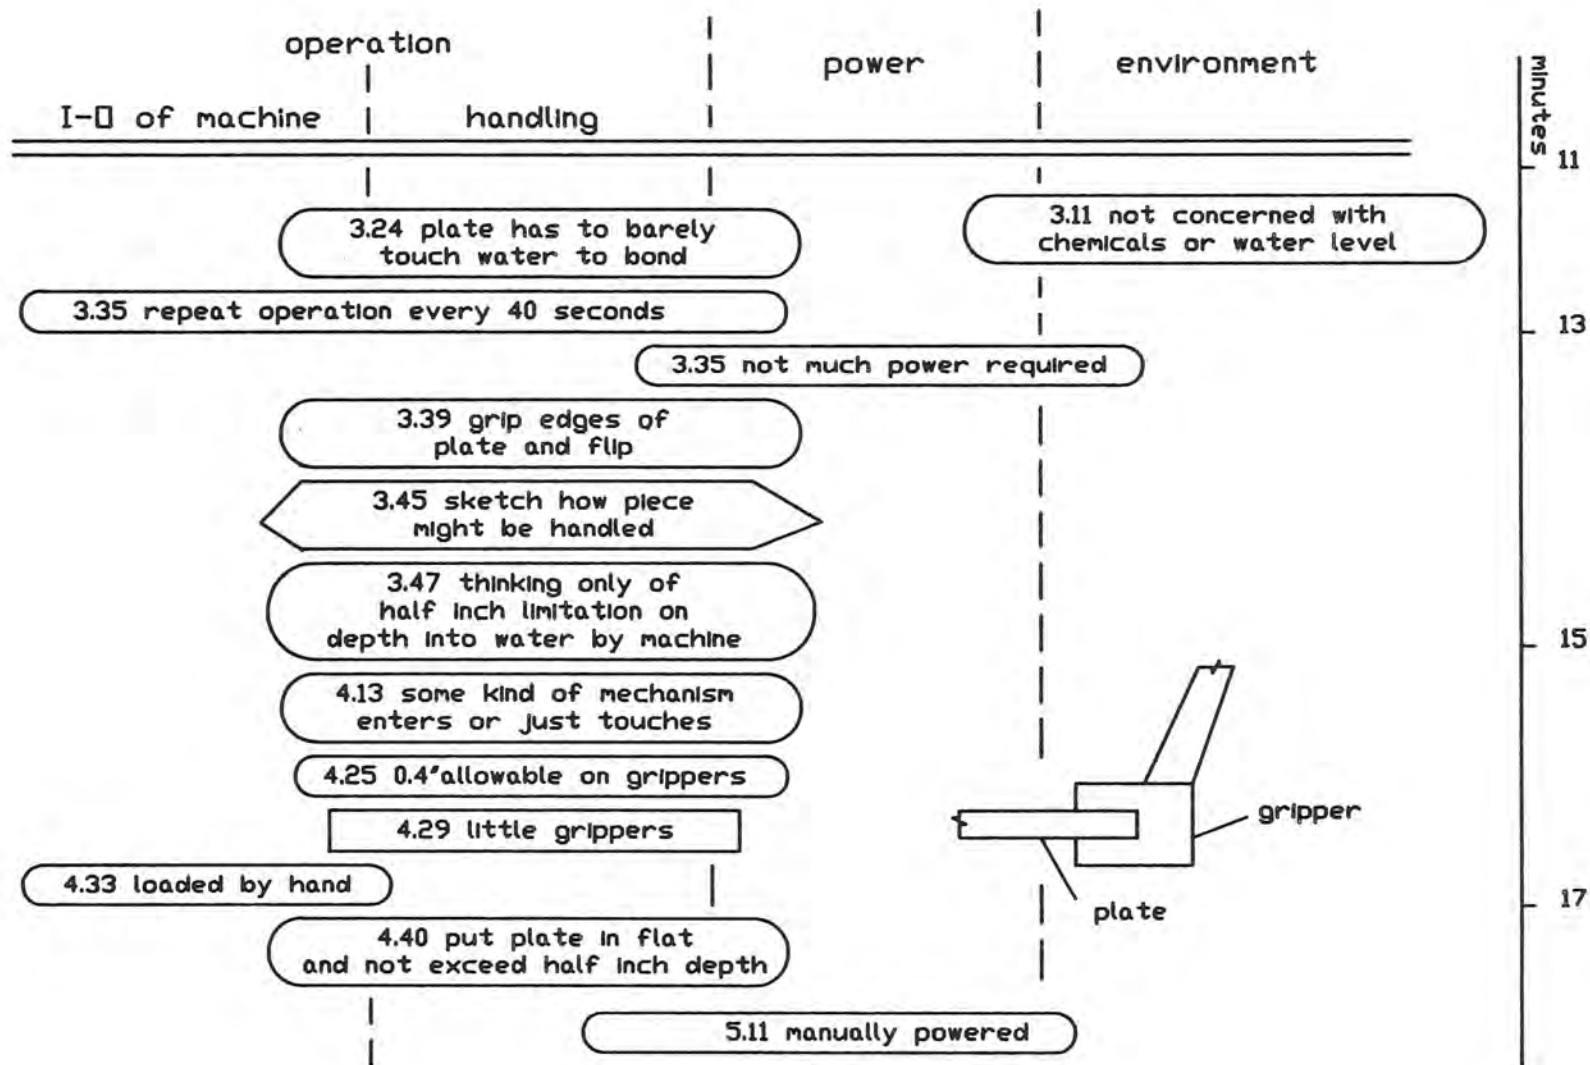 operation
power
environment
I-O of machine
handling
minutes
11
3.24 plate has to barely
touch water to bond
3.11 not concerned with
chemicals or water level
3.35 repeat operation every 40 seconds
13
3.35 not much power required
3.39 grip edges of
plate and flip
3.45 sketch how piece
might be handled
3.47 thinking only of
half inch limitation on
depth into water by machine
15
4.13 some kind of mechanism
enters or just touches
4.25 0.4"allowable on grippers
4.29 little grippers
gripper
4.33 loaded by hand
plate
17
4.40 put plate in flat
and not exceed half inch depth
5.11 manually powered